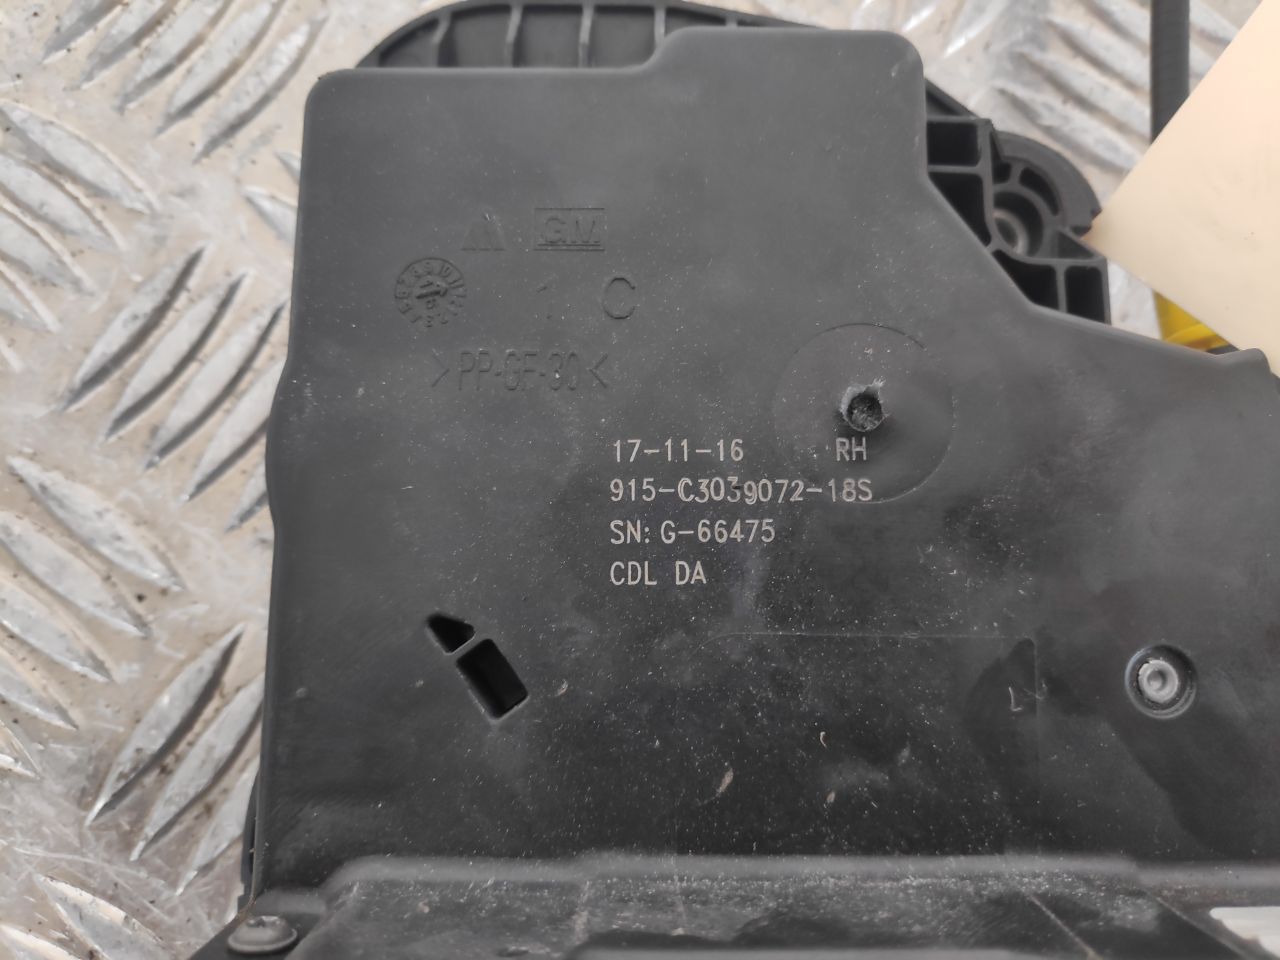 GM
1 C
>PP-GF-30<
17-11-16 RH
915-C3039072-18S
SN: G-66475
CDL DA